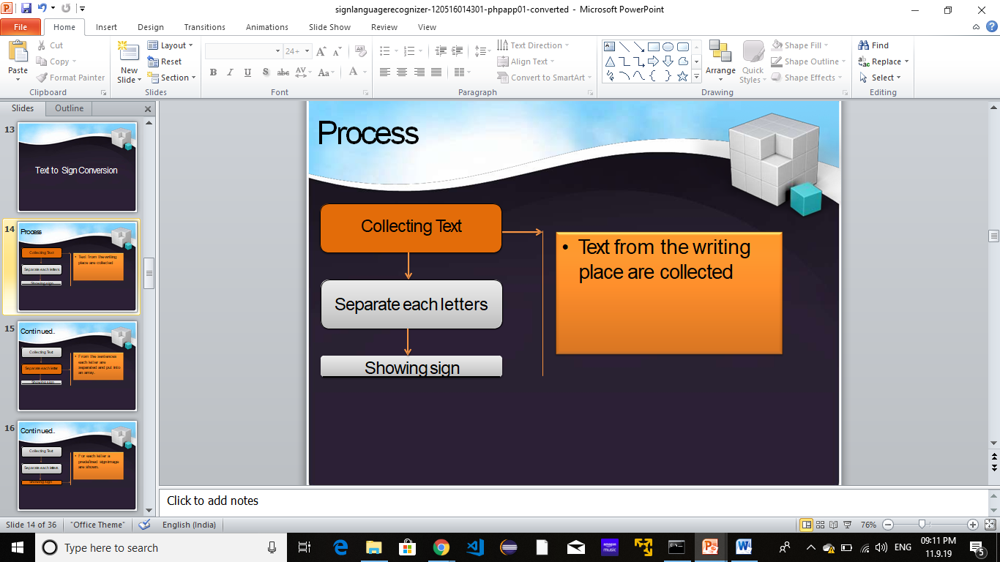 signlanguagerecognizer-120516014301-phpapp01-converted - Microsoft PowerPoint
File Home Insert Design Transitions Animations Slide Show Review View
Paste
Cut
Copy
Format Painter
Clipboard
New Slide
Layout
Reset
Section
Slides
24+
B I U S abc AV Aa A
Font
Text Direction
Align Text
Convert to SmartArt
Paragraph
Arrange
Quick Styles
Shape Fill
Shape Outline
Shape Effects
Drawing
Find
Replace
Select
Editing
Slides Outline
13
Text to Sign Conversion
14
Process
Collecting Text
Separate each letters
Showing sign
• Text from the writing
place are collected
15
Continued..
Collecting Text
Separate each letter
Showing sign
• From the sentences
each letter are
separated and put into
an array.
16
Continued..
Collecting Text
Separate each letters
Showing sign
• For each letter a
predefined sign image
are shown.
Process
Collecting Text
Separate each letters
Showing sign
• Text from the writing
place are collected
Click to add notes
Slide 14 of 36 "Office Theme" English (India) 76%
Type here to search
amazon music
ENG
09:11 PM
11.9.19
5